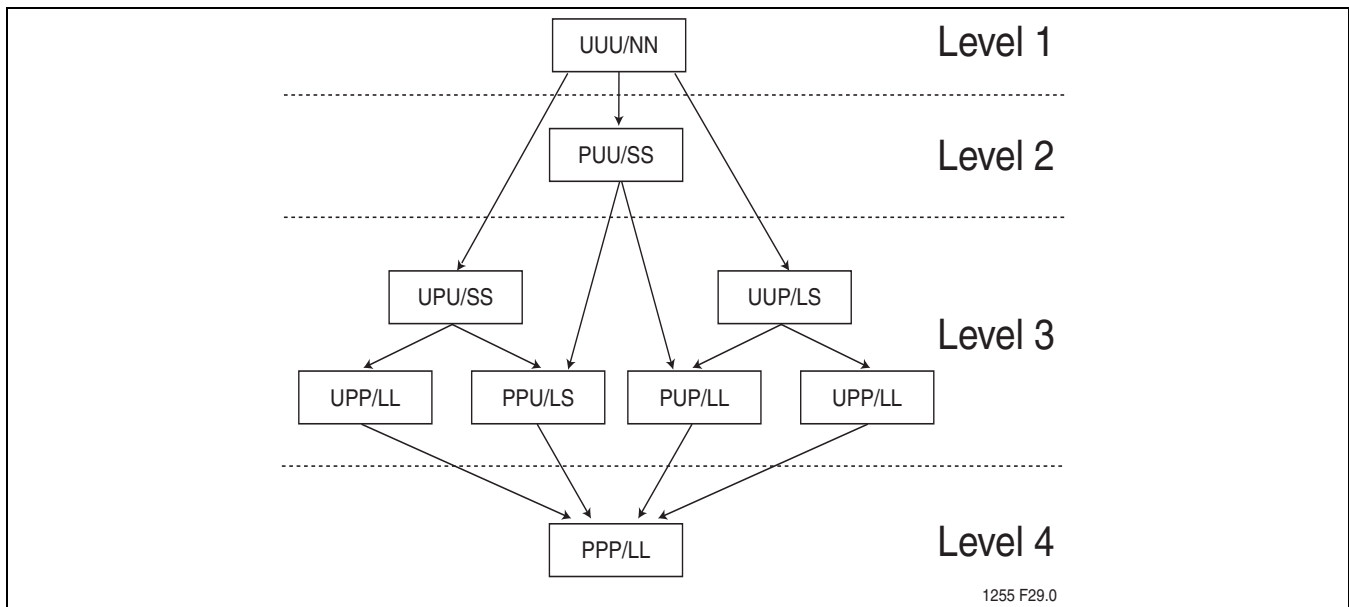 UUU/NN
Level 1
PUU/SS
Level 2
UPU/SS
UUP/LS
Level 3
UPP/LL
PPU/LS
PUP/LL
UPP/LL
PPP/LL
Level 4
1255 F29.0